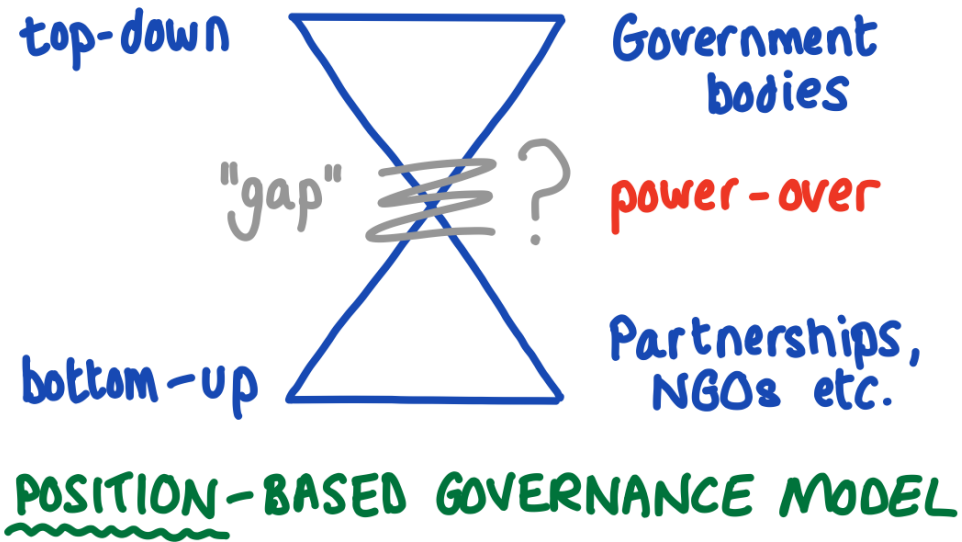 top-down
Government
bodies
"gap"
?
power-over
bottom-up
Partnerships,
NGOs etc.
POSITION-BASED GOVERNANCE MODEL